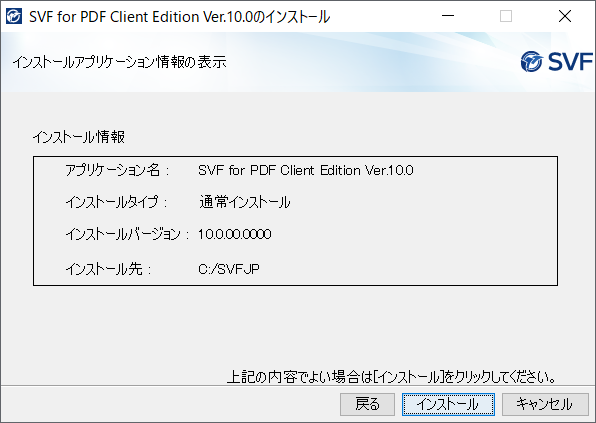 SVF for PDF Client Edition Ver.10.0のインストール
インストールアプリケーション情報の表示
SVF
インストール情報
アプリケーション名 : SVF for PDF Client Edition Ver.10.0
インストールタイプ : 通常インストール
インストールバージョン : 10.0.00.0000
インストール先 : C:/SVFJP
上記の内容でよい場合は[インストール]をクリックしてください。
戻る インストール キャンセル